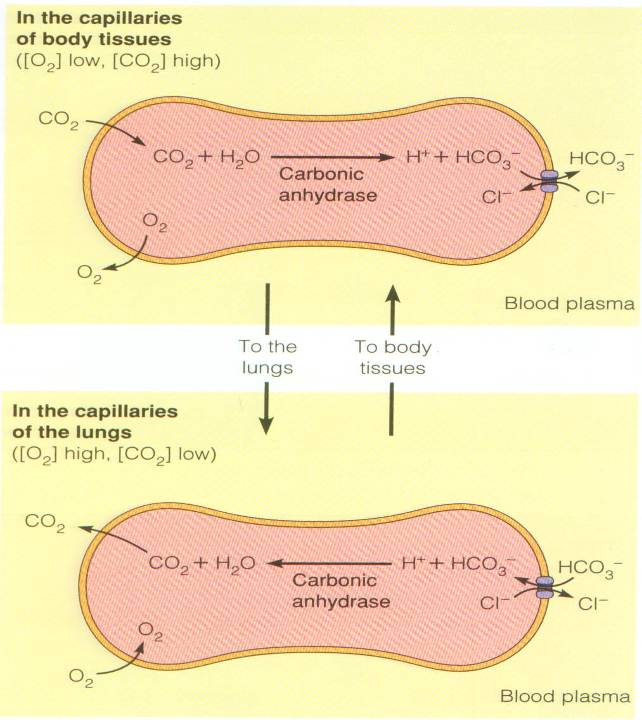 In the capillaries
of body tissues
([O₂] low, [CO₂] high)
CO₂
CO₂ + H₂O
H⁺ + HCO₃⁻
HCO₃⁻
Carbonic
anhydrase
Cl⁻
Cl⁻
O₂
O₂
Blood plasma
To the
lungs
To body
tissues
In the capillaries
of the lungs
([O₂] high, [CO₂] low)
CO₂
CO₂ + H₂O
H⁺ + HCO₃⁻
HCO₃⁻
Carbonic
anhydrase
Cl⁻
Cl⁻
O₂
O₂
Blood plasma